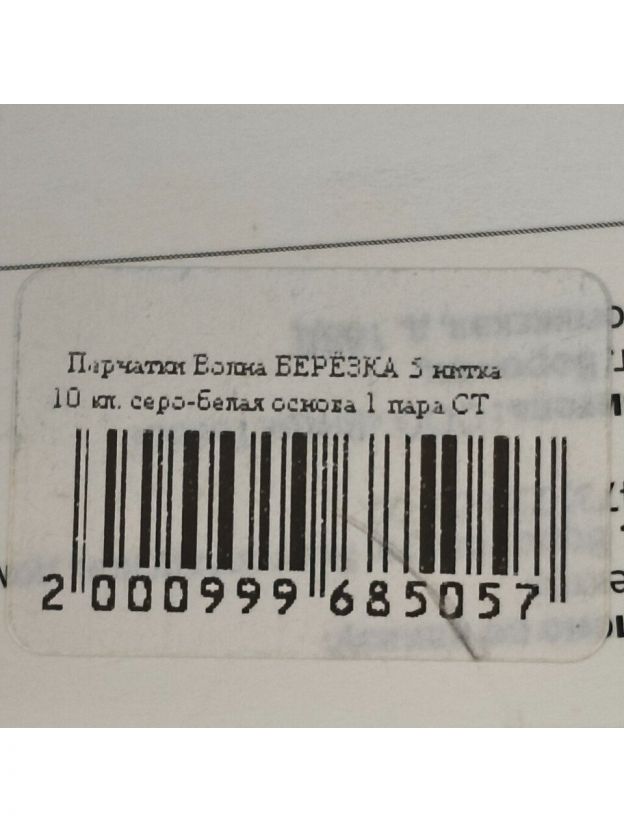 Перчатки Волна БЕРЁЗКА 5 нитка
10 кл. серо-белая основа 1 пара СТ
2 000999 685057